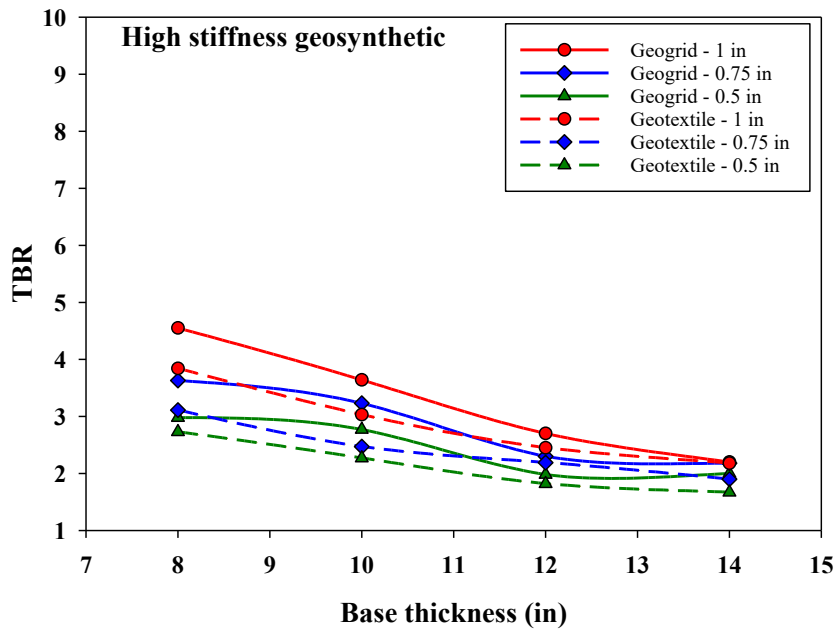 High stiffness geosynthetic
Geogrid - 1 in
Geogrid - 0.75 in
Geogrid - 0.5 in
Geotextile - 1 in
Geotextile - 0.75 in
Geotextile - 0.5 in
TBR
10
9
8
7
6
5
4
3
2
1
7 8 9 10 11 12 13 14 15
Base thickness (in)